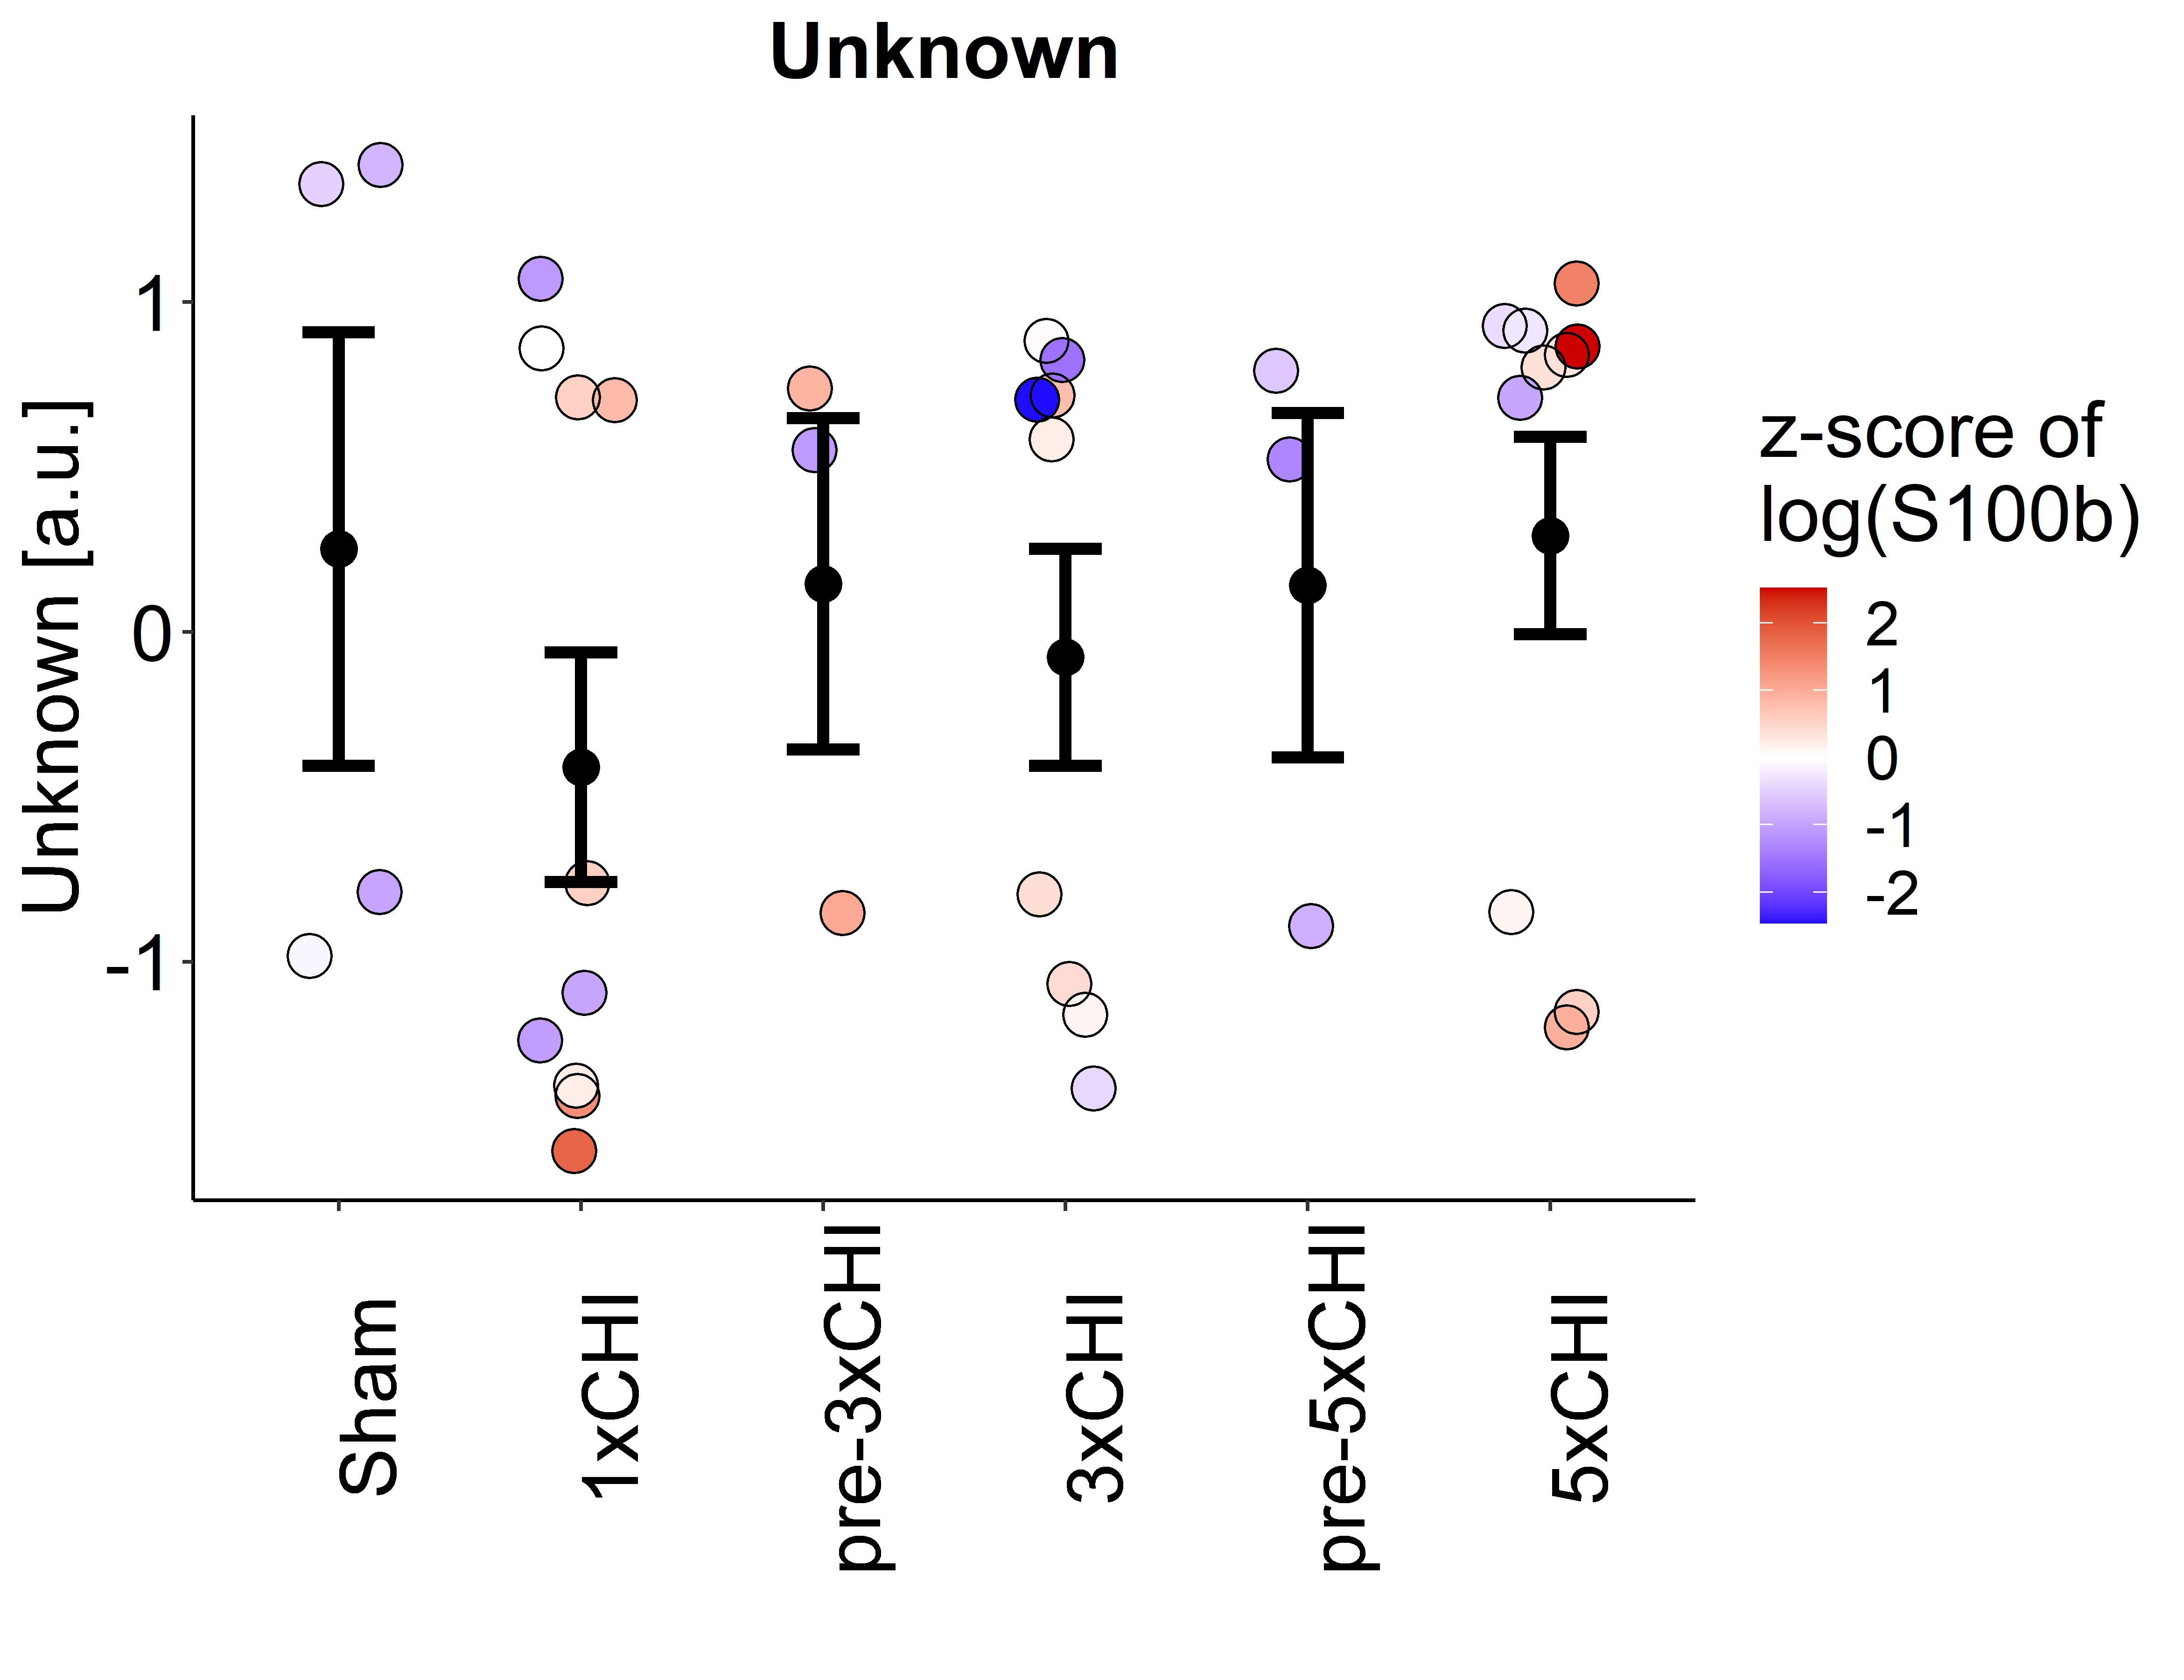 Unknown
Unknown [a.u.]
1
0
-1
Sham
1xCHI
pre-3xCHI
3xCHI
pre-5xCHI
5xCHI
z-score of
log(S100b)
2
1
0
-1
-2